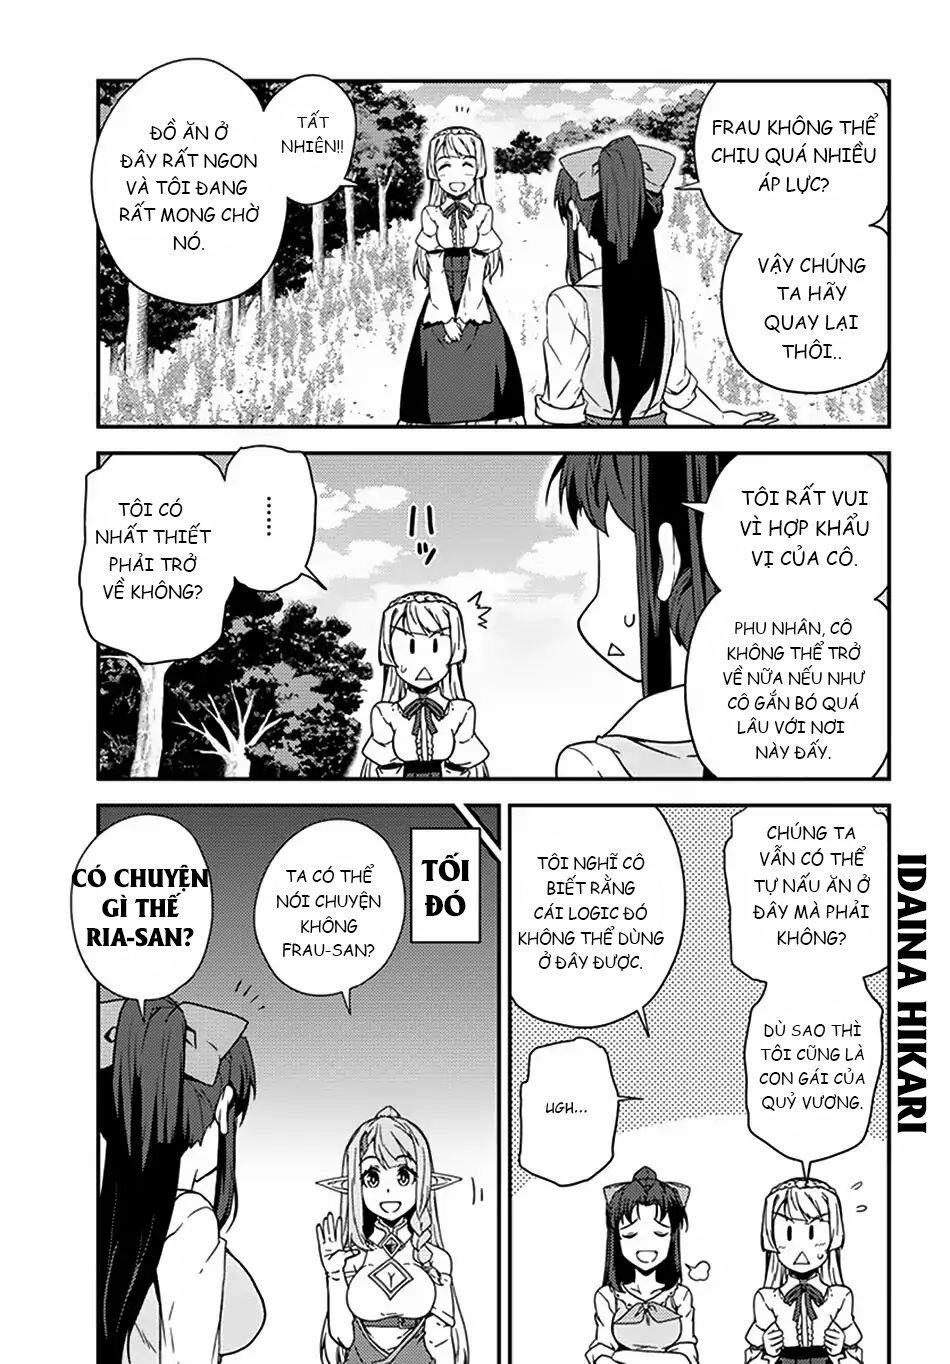 FRAU KHÔNG THỂ
CHỊU QUÁ NHIỀU
ÁP LỰC?
VẬY CHÚNG
TA HÃY
QUAY LẠI
THÔI..
TẤT
NHIÊN!!
ĐỒ ĂN Ở
ĐÂY RẤT NGON
VÀ TÔI ĐANG
RẤT MONG CHỜ
NÓ.
TÔI RẤT VUI
VÌ HỢP KHẨU
VỊ CỦA CÔ.
PHU NHÂN, CÔ
KHÔNG THỂ TRỞ
VỀ NỮA NẾU NHƯ
CÔ GẮN BÓ QUÁ
LÂU VỚI NƠI
NÀY ĐẤY.
ッ
........
TÔI CÓ
NHẤT THIẾT
PHẢI TRỞ
VỀ KHÔNG?
CHÚNG TA
VẪN CÓ THỂ
TỰ NẤU ĂN Ở
ĐÂY MÀ PHẢI
KHÔNG?
DÙ SAO THÌ
TÔI CŨNG LÀ
CON GÁI CỦA
QUỶ VƯƠNG.
TÔI NGHĨ CÔ
BIẾT RẰNG
CÁI LOGIC ĐÓ
KHÔNG THỂ DÙNG
Ở ĐÂY ĐƯỢC.
UGH...
TỐI
ĐÓ
TA CÓ THỂ
NÓI CHUYỆN
KHÔNG
FRAU-SAN?
CÓ CHUYỆN
GÌ THẾ
RIA-SAN?
IDAINA HIKARI